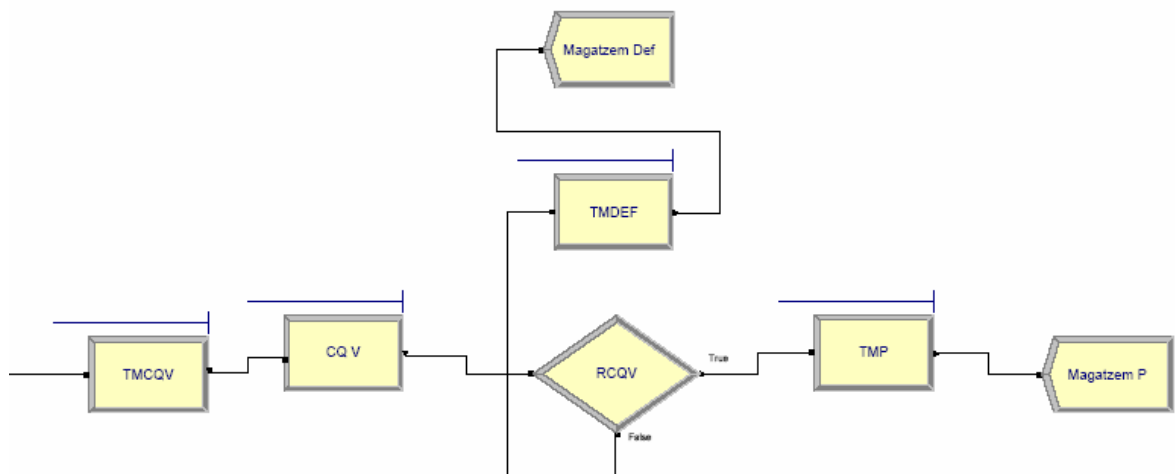 Magatzem Def
TMDEF
TMCQV
CQ V
RCQV
True
False
TMP
Magatzem P